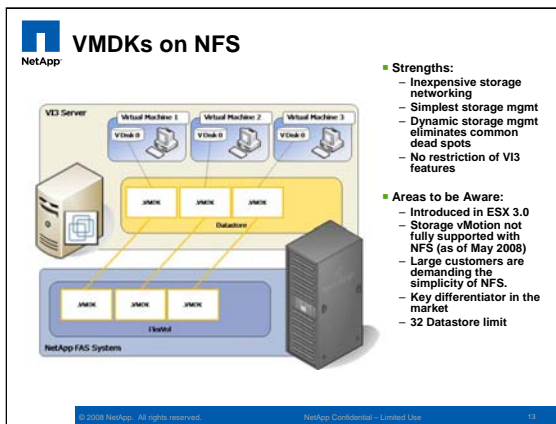 VMDKs on NFS
NetApp
VI3 Server
Virtual Machine 1
Virtual Machine 2
Virtual Machine 3
VDisk 0
VDisk 0
VDisk 0
.VMDK
.VMDK
.VMDK
Datastore
.VMDK
.VMDK
.VMDK
FlexVol
NetApp FAS System
▪ Strengths:
– Inexpensive storage
networking
– Simplest storage mgmt
– Dynamic storage mgmt
eliminates common
dead spots
– No restriction of VI3
features
▪ Areas to be Aware:
– Introduced in ESX 3.0
– Storage vMotion not
fully supported with
NFS (as of May 2008)
– Large customers are
demanding the
simplicity of NFS.
– Key differentiator in the
market
– 32 Datastore limit
© 2008 NetApp. All rights reserved.
NetApp Confidential – Limited Use
13